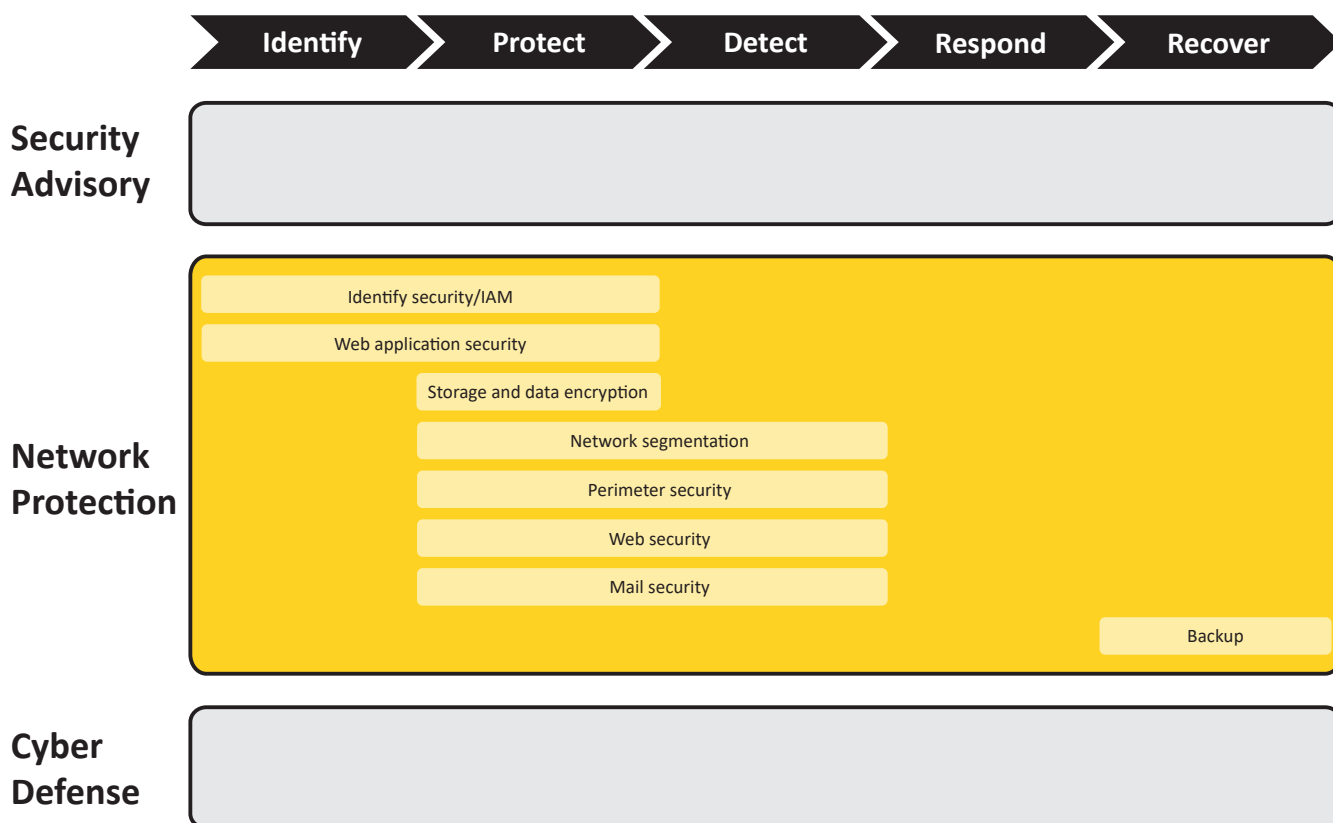 Identify Protect Detect Respond Recover
Security
Advisory
Network
Protection
Identify security/IAM
Web application security
Storage and data encryption
Network segmentation
Perimeter security
Web security
Mail security
Backup
Cyber
Defense